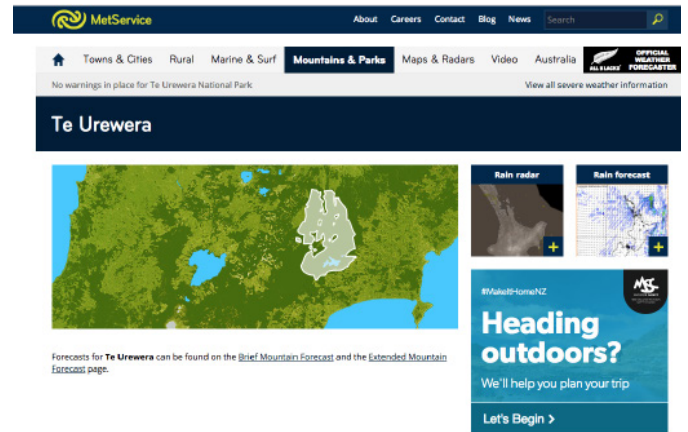 MetService
About Careers Contact Blog News Search
Towns & Cities Rural Marine & Surf Mountains & Parks Maps & Radars Video Australia
ALL BLACKS OFFICIAL WEATHER FORECASTER
No warnings in place for Te Urewera National Park
View all severe weather information
Te Urewera
Rain radar
Rain forecast
#MakeItHomeNZ
MSC
Heading
outdoors?
We'll help you plan your trip
Let's Begin >
Forecasts for Te Urewera can be found on the Brief Mountain Forecast and the Extended Mountain
Forecast page.